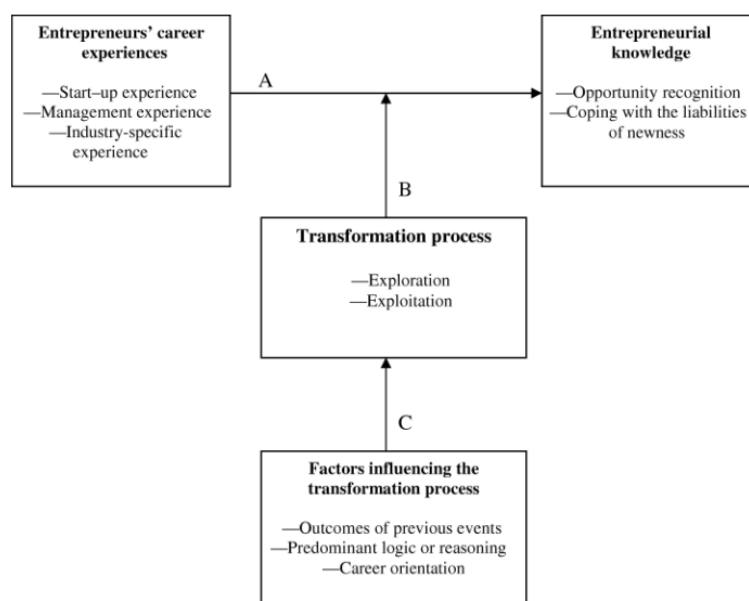 Entrepreneurs’ career
experiences
—Start–up experience
—Management experience
—Industry-specific
experience
A
Entrepreneurial
knowledge
—Opportunity recognition
—Coping with the liabilities
of newness
B
Transformation process
—Exploration
—Exploitation
C
Factors influencing the
transformation process
—Outcomes of previous events
—Predominant logic or reasoning
—Career orientation